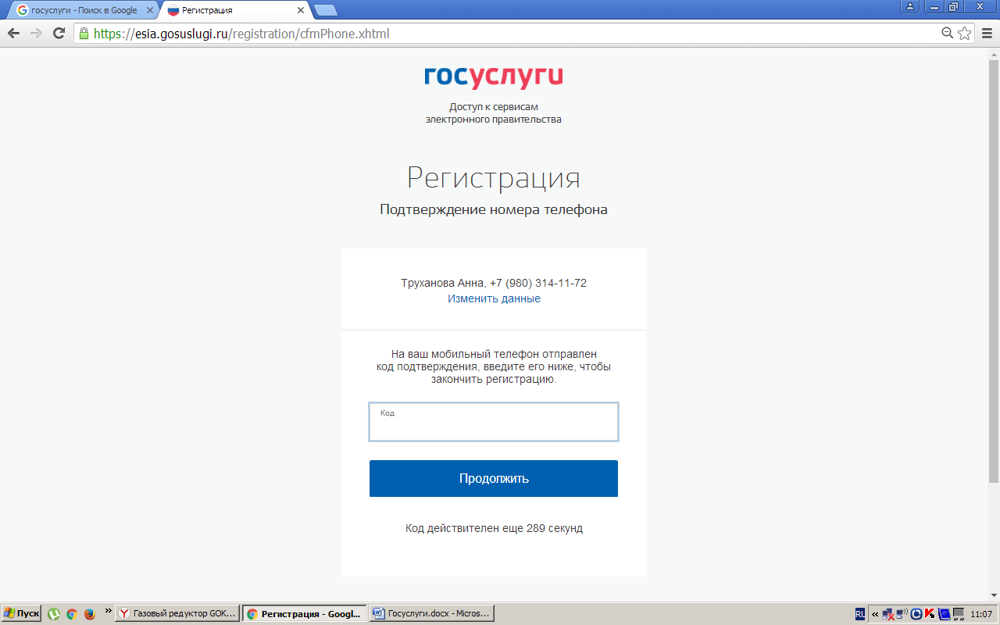 госуслуги - Поиск в Google
Регистрация
https://esia.gosuslugi.ru/registration/cfmPhone.xhtml
госуслуги
Доступ к сервисам
электронного правительства
Регистрация
Подтверждение номера телефона
Труханова Анна, +7 (980) 314-11-72
Изменить данные
На ваш мобильный телефон отправлен
код подтверждения, введите его ниже, чтобы
закончить регистрацию.
Код
Продолжить
Код действителен еще 289 секунд
Пуск
Газовый редуктор GOK...
Регистрация - Googl...
Госуслуги.docx - Micros...
RL
11:07